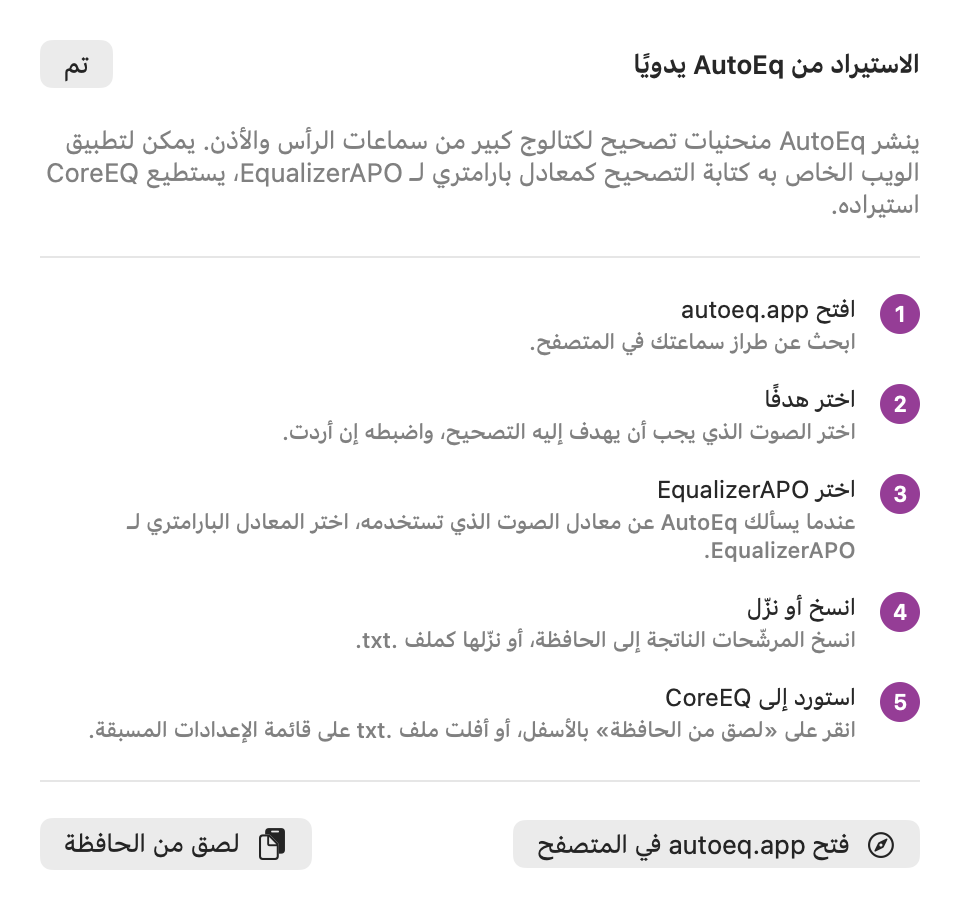 الاستيراد من AutoEq يدويًا
تم
ينشر AutoEq منحنيات تصحيح لكتالوج كبير من سماعات الرأس والأذن. يمكن لتطبيق
الويب الخاص به كتابة التصحيح كمعادل بارامتري لـ EqualizerAPO، يستطيع CoreEQ
استيراده.
1
افتح autoeq.app
ابحث عن طراز سماعتك في المتصفح.
2
اختر هدفًا
اختر الصوت الذي يجب أن يهدف إليه التصحيح، واضبطه إن أردت.
3
اختر EqualizerAPO
عندما يسألك AutoEq عن معادل الصوت الذي تستخدمه، اختر المعادل البارامتري لـ
EqualizerAPO.
4
انسخ أو نزّل
انسخ المرشّحات الناتجة إلى الحافظة، أو نزّلها كملف .txt.
5
استورد إلى CoreEQ
انقر على «لصق من الحافظة» بالأسفل، أو أفلت ملف .txt على قائمة الإعدادات المسبقة.
فتح autoeq.app في المتصفح
لصق من الحافظة